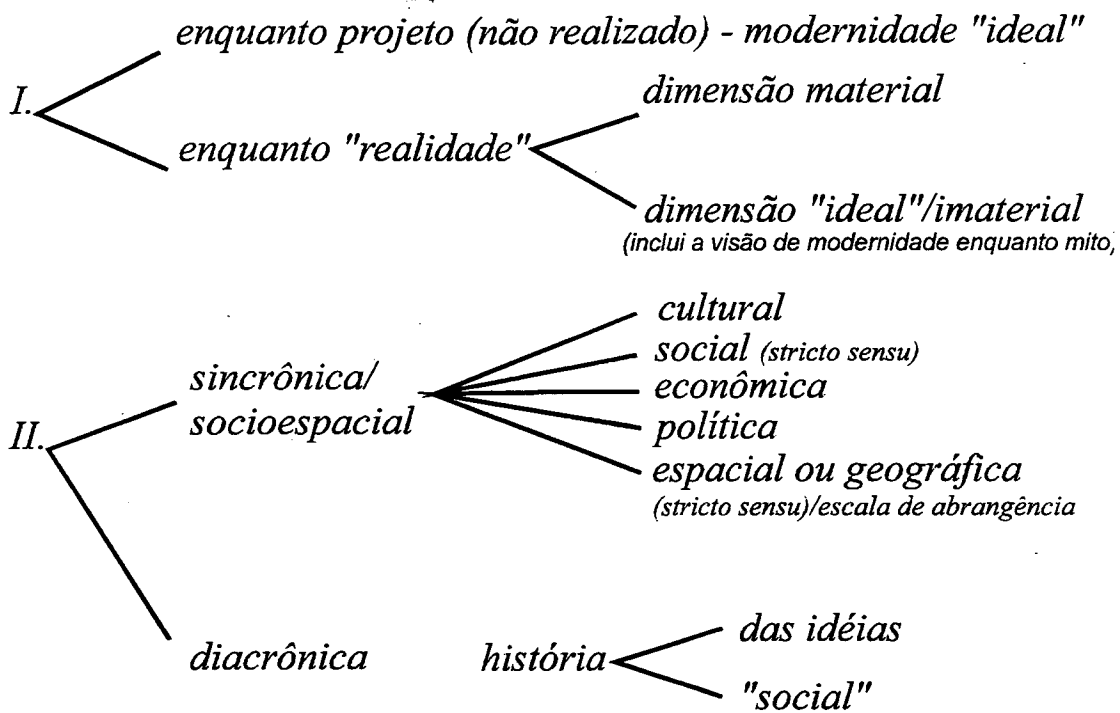 enquanto projeto (não realizado) - modernidade "ideal"
I.
dimensão material
enquanto "realidade"
dimensão "ideal"/imaterial
(inclui a visão de modernidade enquanto mito)
cultural
social (stricto sensu)
sincrônica/
econômica
socioespacial
política
II.
espacial ou geográfica
(stricto sensu)/escala de abrangência
das idéias
diacrônica
história
"social"